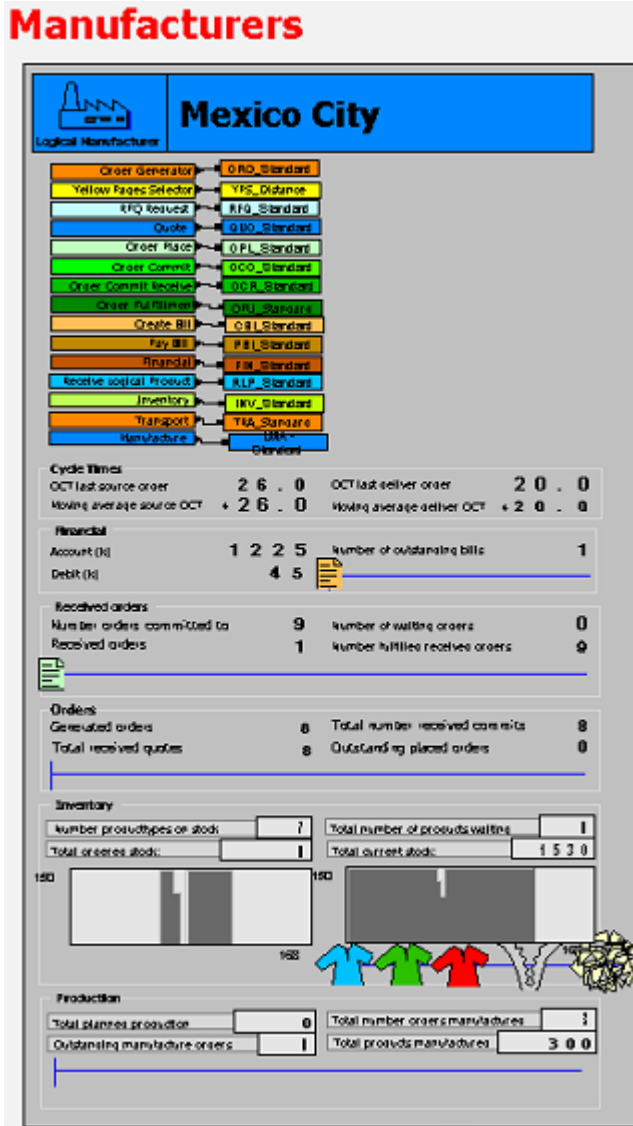 Manufacturers
Mexico City
Logical Manufacturer
Order Generator ORD_Standard
Yellow Pages Selector YPS_Distance
RFQ Request RFQ_Standard
Quote QUO_Standard
Order Place OPL_Standard
Order Commit OCO_Standard
Order Commit Receive OCR_Standard
Order Fulfillment OFU_Standard
Create Bill CBI_Standard
Pay Bill PBI_Standard
Financial FIN_Standard
Receive Logical Product RLP_Standard
Inventory INV_Standard
Transport TRA_Standard
Manufacture
Standard
Cycle Times
OCT last source order 26.0 OCT last deliver order 20.0
Moving average source OCT +26.0 Moving average deliver OCT +20.0
Financial
Account (k) 1225 Number of outstanding bills 1
Debit (k) 45
Received orders
Number orders committed to 9 Number of waiting orders 0
Received orders 1 Number fulfilled received orders 9
Orders
Generated orders 8 Total number received commits 8
Total received quotes 8 Outstanding placed orders 0
Inventory
Number producttypes on stock 7 Total number of products waiting 1
Total ordered stock: 1 Total current stock: 1530
150 150
168
Production
Total planned production 0 Total number orders manufactured 3
Outstanding manufacture orders 1 Total products manufactured 300